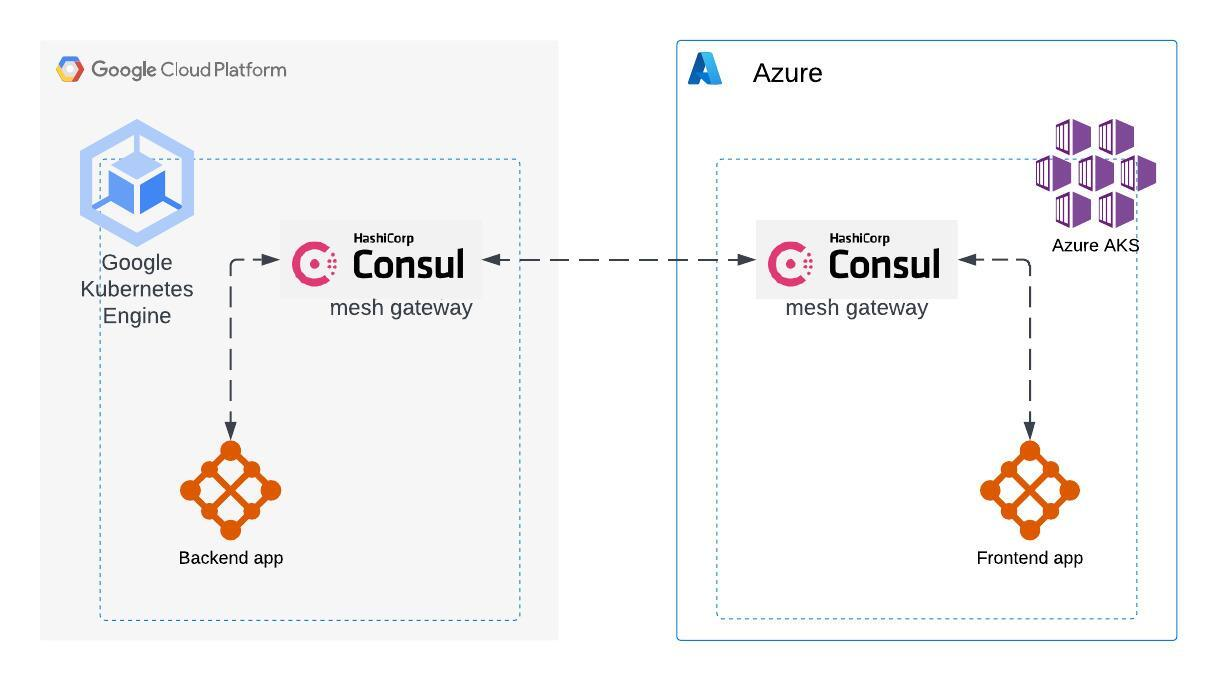 Google Cloud Platform
Google
Kubernetes
Engine
HashiCorp
Consul
mesh gateway
Backend app
Azure
Azure AKS
HashiCorp
Consul
mesh gateway
Frontend app